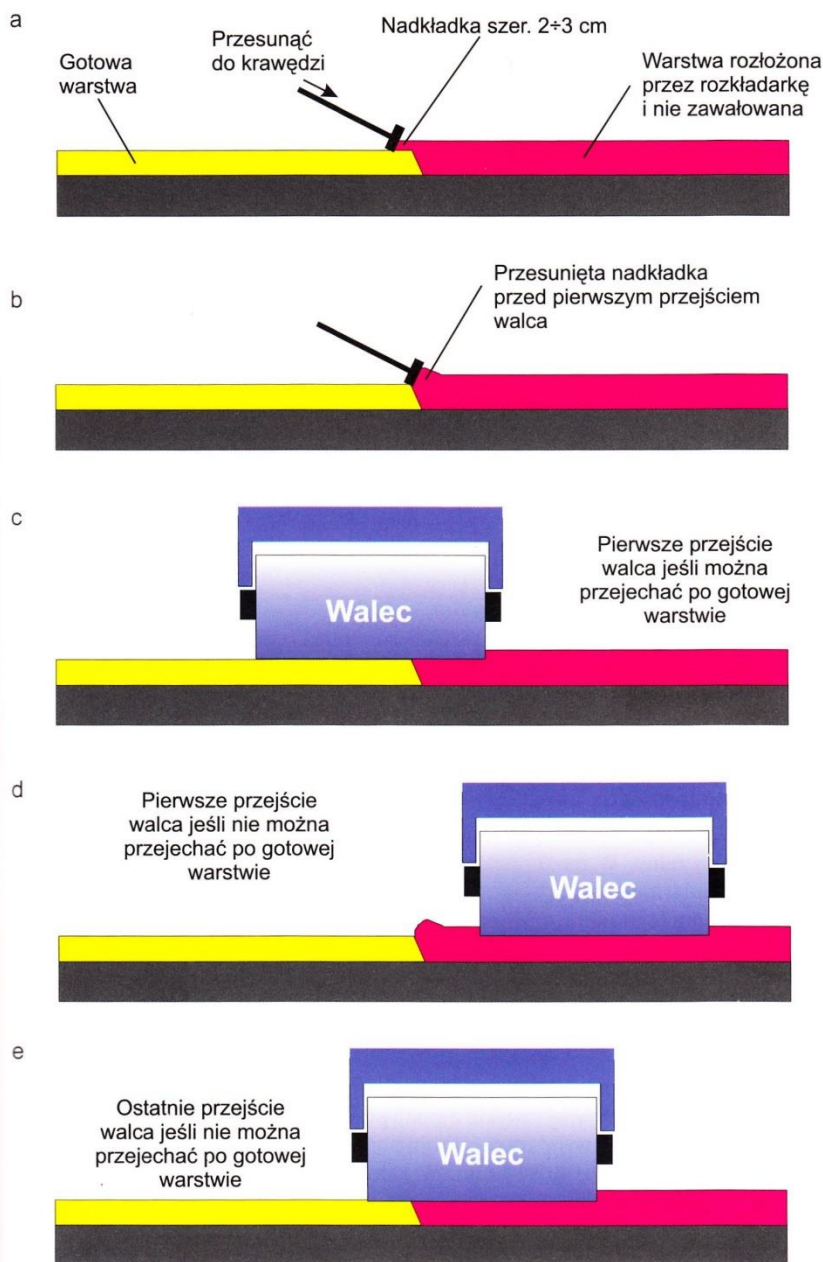 a
Gotowa
warstwa
Przesunąć
do krawędzi
Nadkładka szer. 2÷3 cm
Warstwa rozłożona
przez rozkładarkę
i nie zawałowana
b
Przesunięta nadkładka
przed pierwszym przejściem
walca
c
Walec
Pierwsze przejście
walca jeśli można
przejechać po gotowej
warstwie
d
Pierwsze przejście
walca jeśli nie można
przejechać po gotowej
warstwie
Walec
e
Ostatnie przejście
walca jeśli nie można
przejechać po gotowej
warstwie
Walec